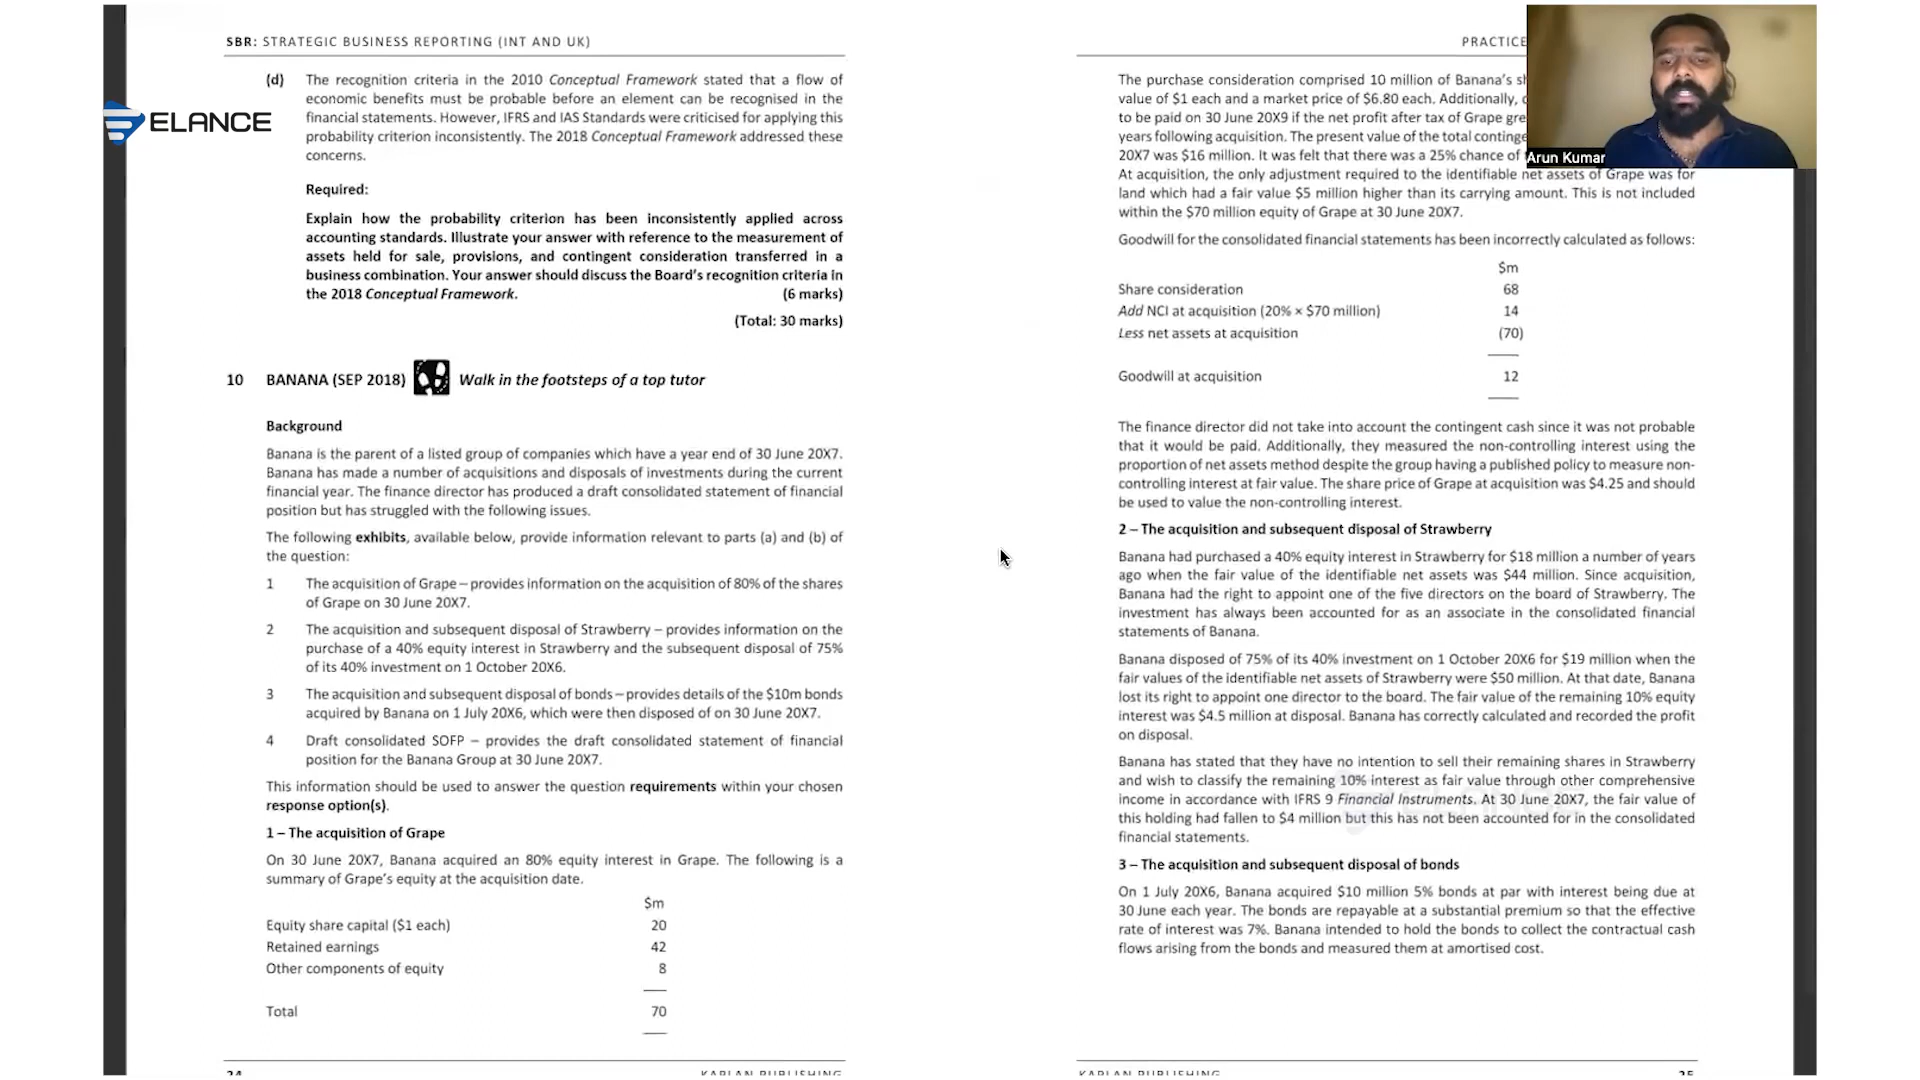 SBR: STRATEGIC BUSINESS REPORTING (INT AND UK)
(d) The recognition criteria in the 2010 Conceptual Framework stated that a flow of
economic benefits must be probable before an element can be recognised in the
financial statements. However, IFRS and IAS Standards were criticised for applying this
probability criterion inconsistently. The 2018 Conceptual Framework addressed these
concerns.
ELANCE
Required:
Explain how the probability criterion has been inconsistently applied across
accounting standards. Illustrate your answer with reference to the measurement of
assets held for sale, provisions, and contingent consideration transferred in a
business combination. Your answer should discuss the Board's recognition criteria in
the 2018 Conceptual Framework. (6 marks)
(Total: 30 marks)
10 BANANA (SEP 2018) Walk in the footsteps of a top tutor
Background
Banana is the parent of a listed group of companies which have a year end of 30 June 20X7.
Banana has made a number of acquisitions and disposals of investments during the current
financial year. The finance director has produced a draft consolidated statement of financial
position but has struggled with the following issues.
The following exhibits, available below, provide information relevant to parts (a) and (b) of
the question:
1 The acquisition of Grape – provides information on the acquisition of 80% of the shares
of Grape on 30 June 20X7.
2 The acquisition and subsequent disposal of Strawberry – provides information on the
purchase of a 40% equity interest in Strawberry and the subsequent disposal of 75%
of its 40% investment on 1 October 20X6.
3 The acquisition and subsequent disposal of bonds – provides details of the $10m bonds
acquired by Banana on 1 July 20X6, which were then disposed of on 30 June 20X7.
4 Draft consolidated SOFP – provides the draft consolidated statement of financial
position for the Banana Group at 30 June 20X7.
This information should be used to answer the question requirements within your chosen
response option(s).
1 – The acquisition of Grape
On 30 June 20X7, Banana acquired an 80% equity interest in Grape. The following is a
summary of Grape's equity at the acquisition date.
$m
Equity share capital ($1 each) 20
Retained earnings 42
Other components of equity 8
Total 70
24 KAPLAN PUBLISHING
PRACTICE
The purchase consideration comprised 10 million of Banana's
value of $1 each and a market price of $6.80 each. Additionally,
to be paid on 30 June 20X9 if the net profit after tax of Grape
years following acquisition. The present value of the total
20X7 was $16 million. It was felt that there was a 25% chance of
Arun Kumar
At acquisition, the only adjustment required to the identifiable net assets of Grape was for
land which had a fair value $5 million higher than its carrying amount. This is not included
within the $70 million equity of Grape at 30 June 20X7.
Goodwill for the consolidated financial statements has been incorrectly calculated as follows:
$m
Share consideration 68
Add NCI at acquisition (20% × $70 million) 14
Less net assets at acquisition (70)
Goodwill at acquisition 12
The finance director did not take into account the contingent cash since it was not probable
that it would be paid. Additionally, they measured the non-controlling interest using the
proportion of net assets method despite the group having a published policy to measure non-
controlling interest at fair value. The share price of Grape at acquisition was $4.25 and should
be used to value the non-controlling interest.
2 – The acquisition and subsequent disposal of Strawberry
Banana had purchased a 40% equity interest in Strawberry for $18 million a number of years
ago when the fair value of the identifiable net assets was $44 million. Since acquisition,
Banana had the right to appoint one of the five directors on the board of Strawberry. The
investment has always been accounted for as an associate in the consolidated financial
statements of Banana.
Banana disposed of 75% of its 40% investment on 1 October 20X6 for $19 million when the
fair values of the identifiable net assets of Strawberry were $50 million. At that date, Banana
lost its right to appoint one director to the board. The fair value of the remaining 10% equity
interest was $4.5 million at disposal. Banana has correctly calculated and recorded the profit
on disposal.
Banana has stated that they have no intention to sell their remaining shares in Strawberry
and wish to classify the remaining 10% interest as fair value through other comprehensive
income in accordance with IFRS 9 Financial Instruments. At 30 June 20X7, the fair value of
this holding had fallen to $4 million but this has not been accounted for in the consolidated
financial statements.
ELANCE
3 – The acquisition and subsequent disposal of bonds
On 1 July 20X6, Banana acquired $10 million 5% bonds at par with interest being due at
30 June each year. The bonds are repayable at a substantial premium so that the effective
rate of interest was 7%. Banana intended to hold the bonds to collect the contractual cash
flows arising from the bonds and measured them at amortised cost.
KAPLAN PUBLISHING 25